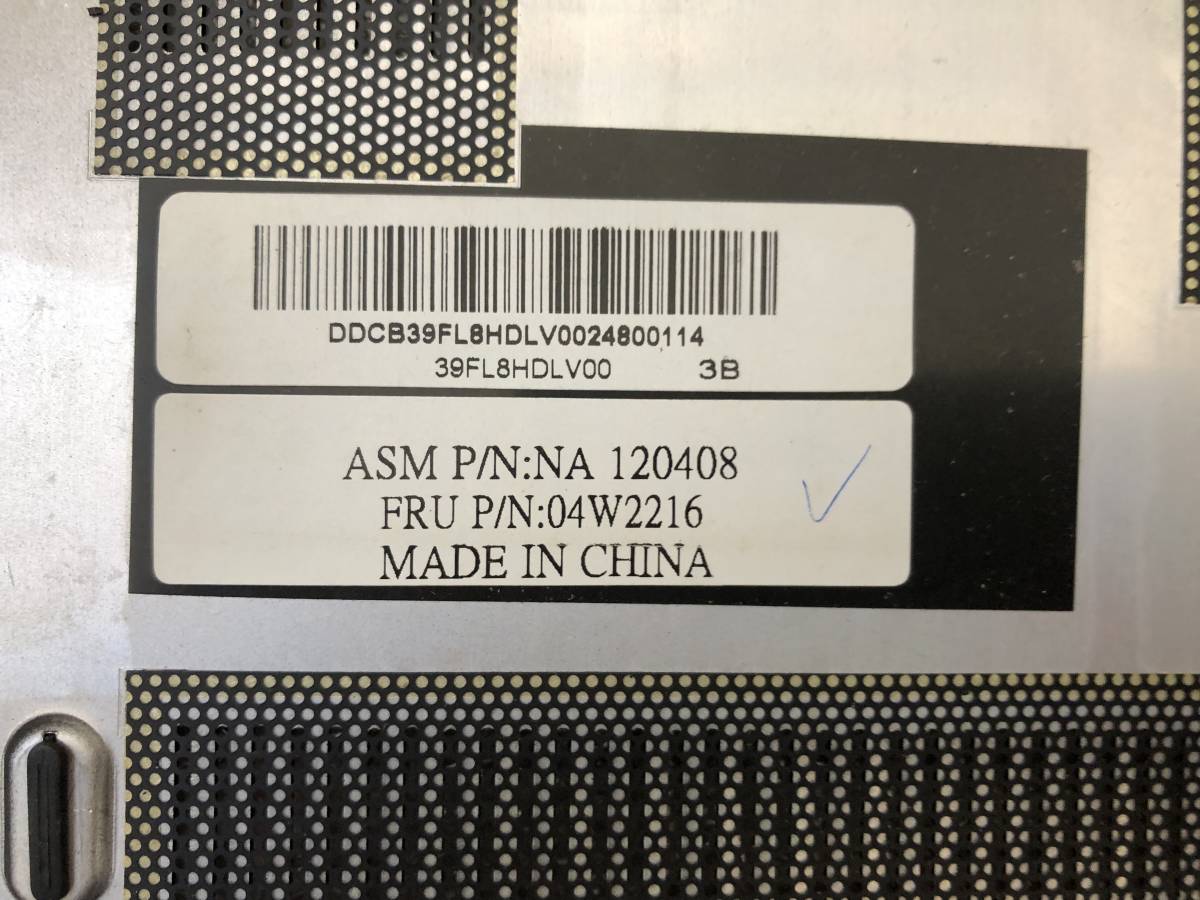 DDCB39FL8HDLV0024800114
39FL8HDLV00 3B
ASM P/N:NA 120408
FRU P/N:04W2216
MADE IN CHINA